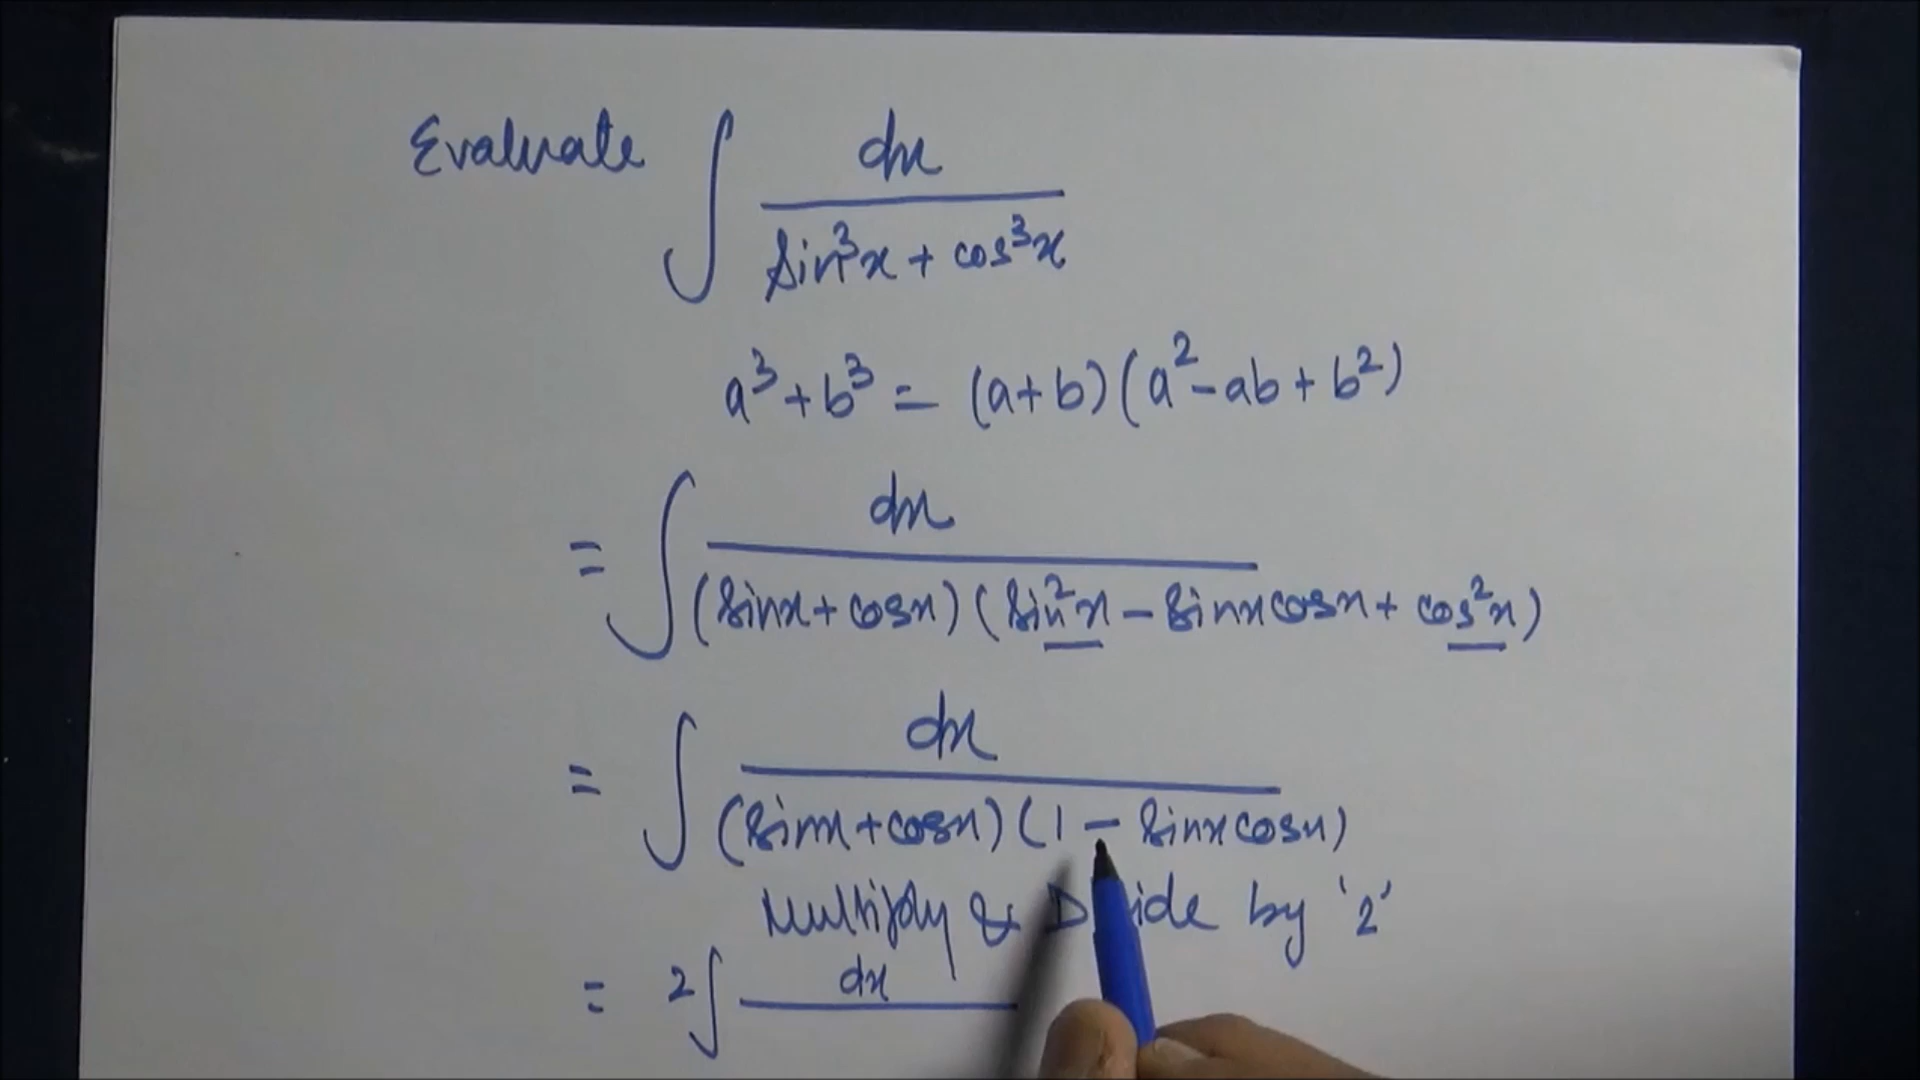 Evaluate ∫ dx / (sin³x + cos³x)
a³ + b³ = (a+b)(a² - ab + b²)
= ∫ dx / (sinx + cosx)(sin²x - sinx cosx + cos²x)
= ∫ dx / (sinx + cosx)(1 - sinx cosx)
Multiply & by '2'
= 2∫ dx